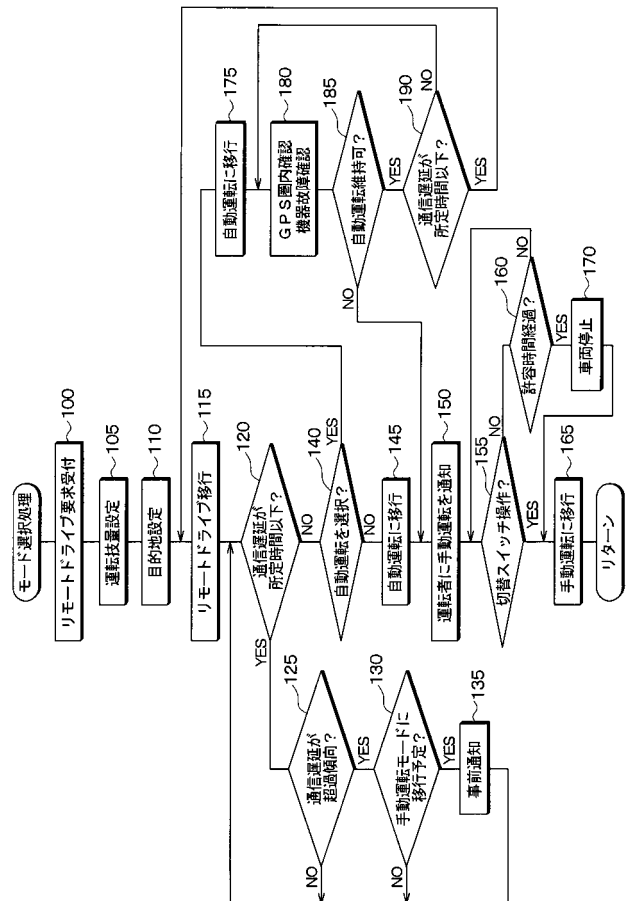 モード選択処理
100
リモートドライブ要求受付
105
運転技量設定
110
目的地設定
115
リモートドライブ移行
120
通信遅延が
所定時間以下?
YES
NO
125
通信遅延が
超過傾向?
NO
YES
130
手動運転モードに
移行予定?
NO
YES
135
事前通知
140
自動運転を選択?
YES
NO
145
自動運転に移行
150
運転者に手動運転を通知
155
切替スイッチ操作?
NO
YES
160
許容時間経過?
NO
YES
170
車両停止
165
手動運転に移行
リターン
175
自動運転に移行
180
GPS圏内確認
機器故障確認
185
自動運転維持可?
NO
YES
190
通信遅延が
所定時間以下?
NO
YES